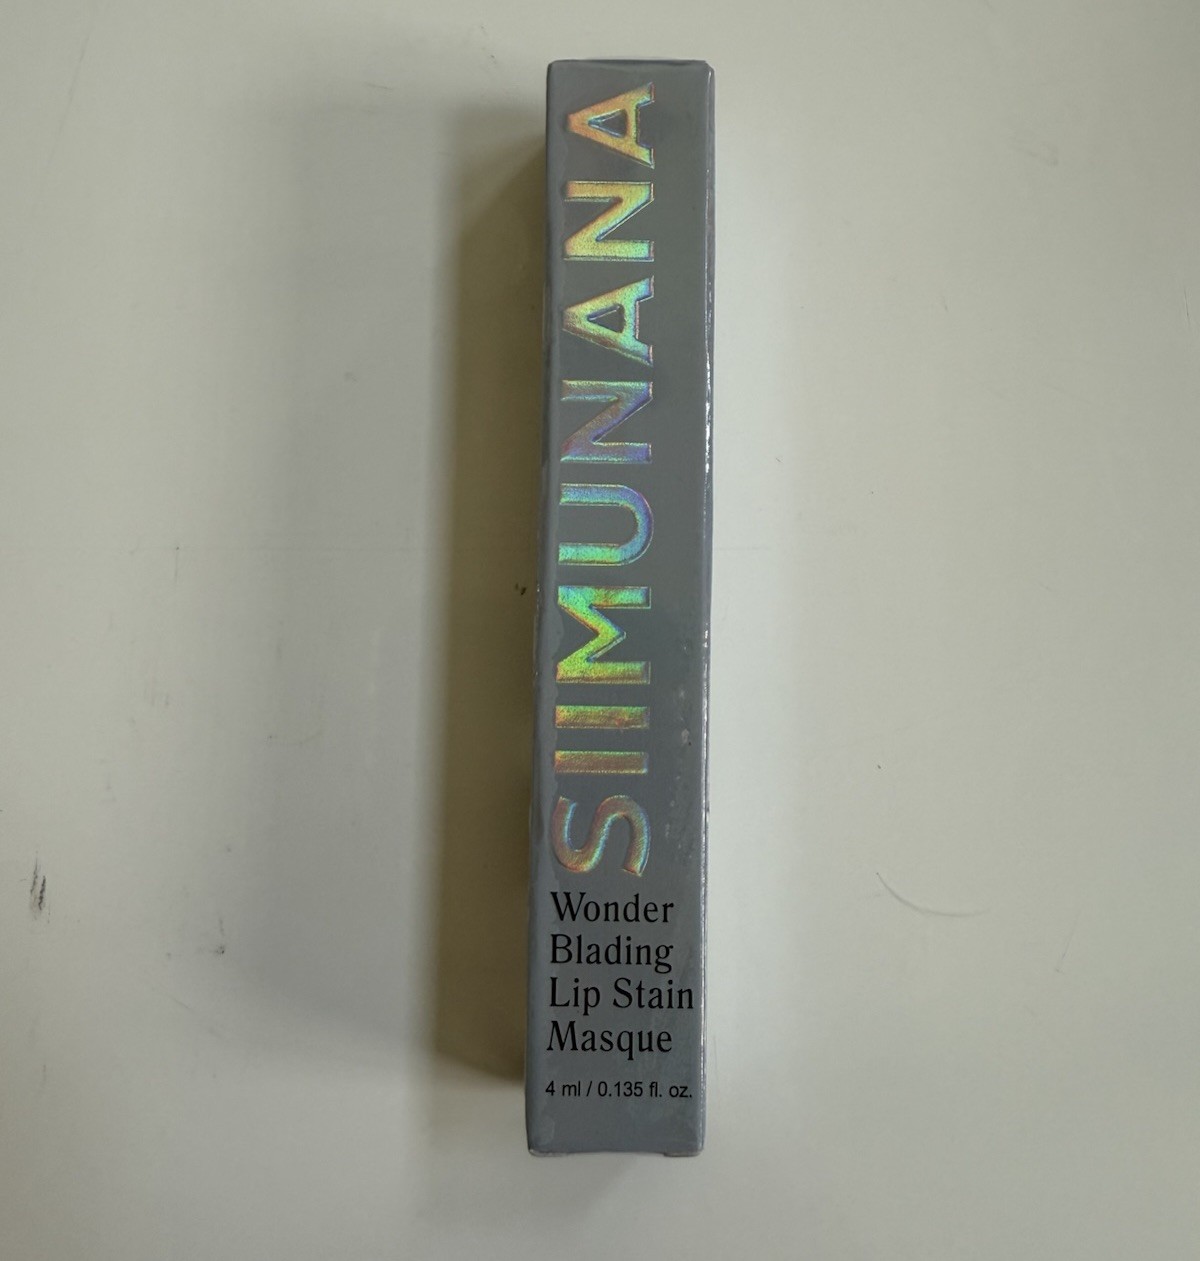 SIIMUNANA
Wonder
Blading
Lip Stain
Masque
4 ml / 0.135 fl. oz.